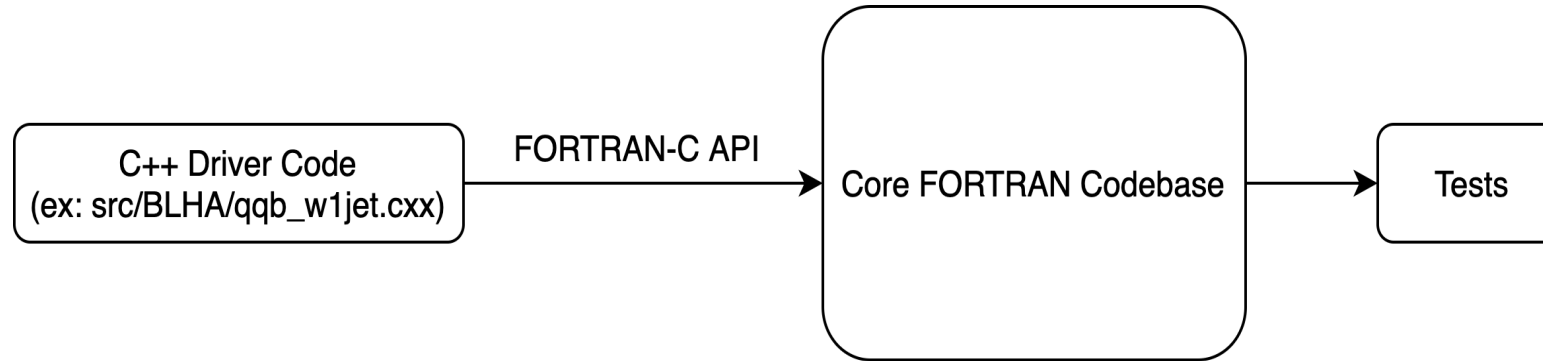 C++ Driver Code
(ex: src/BLHA/qqb_w1jet.cxx)
FORTRAN-C API
Core FORTRAN Codebase
Tests